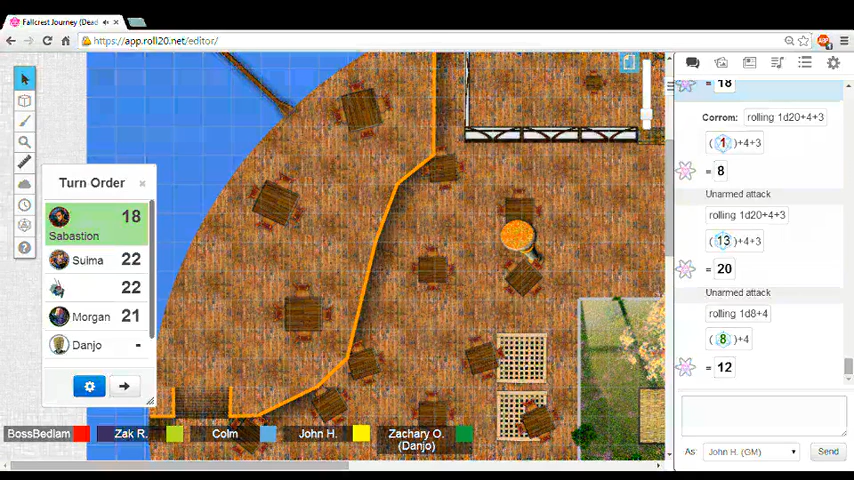 Fallcrest Journey (Dead
https://app.roll20.net/editor/
Turn Order
18
Sabastion
Suima 22
22
Morgan 21
Danjo -
BossBedlam
Zak R.
Colm
John H.
Zachary O.
(Danjo)
= 18
Corrom: rolling 1d20+4+3
(1)+4+3
= 8
Unarmed attack
rolling 1d20+4+3
(13)+4+3
= 20
Unarmed attack
rolling 1d8+4
(8)+4
= 12
As: John H. (GM)
Send